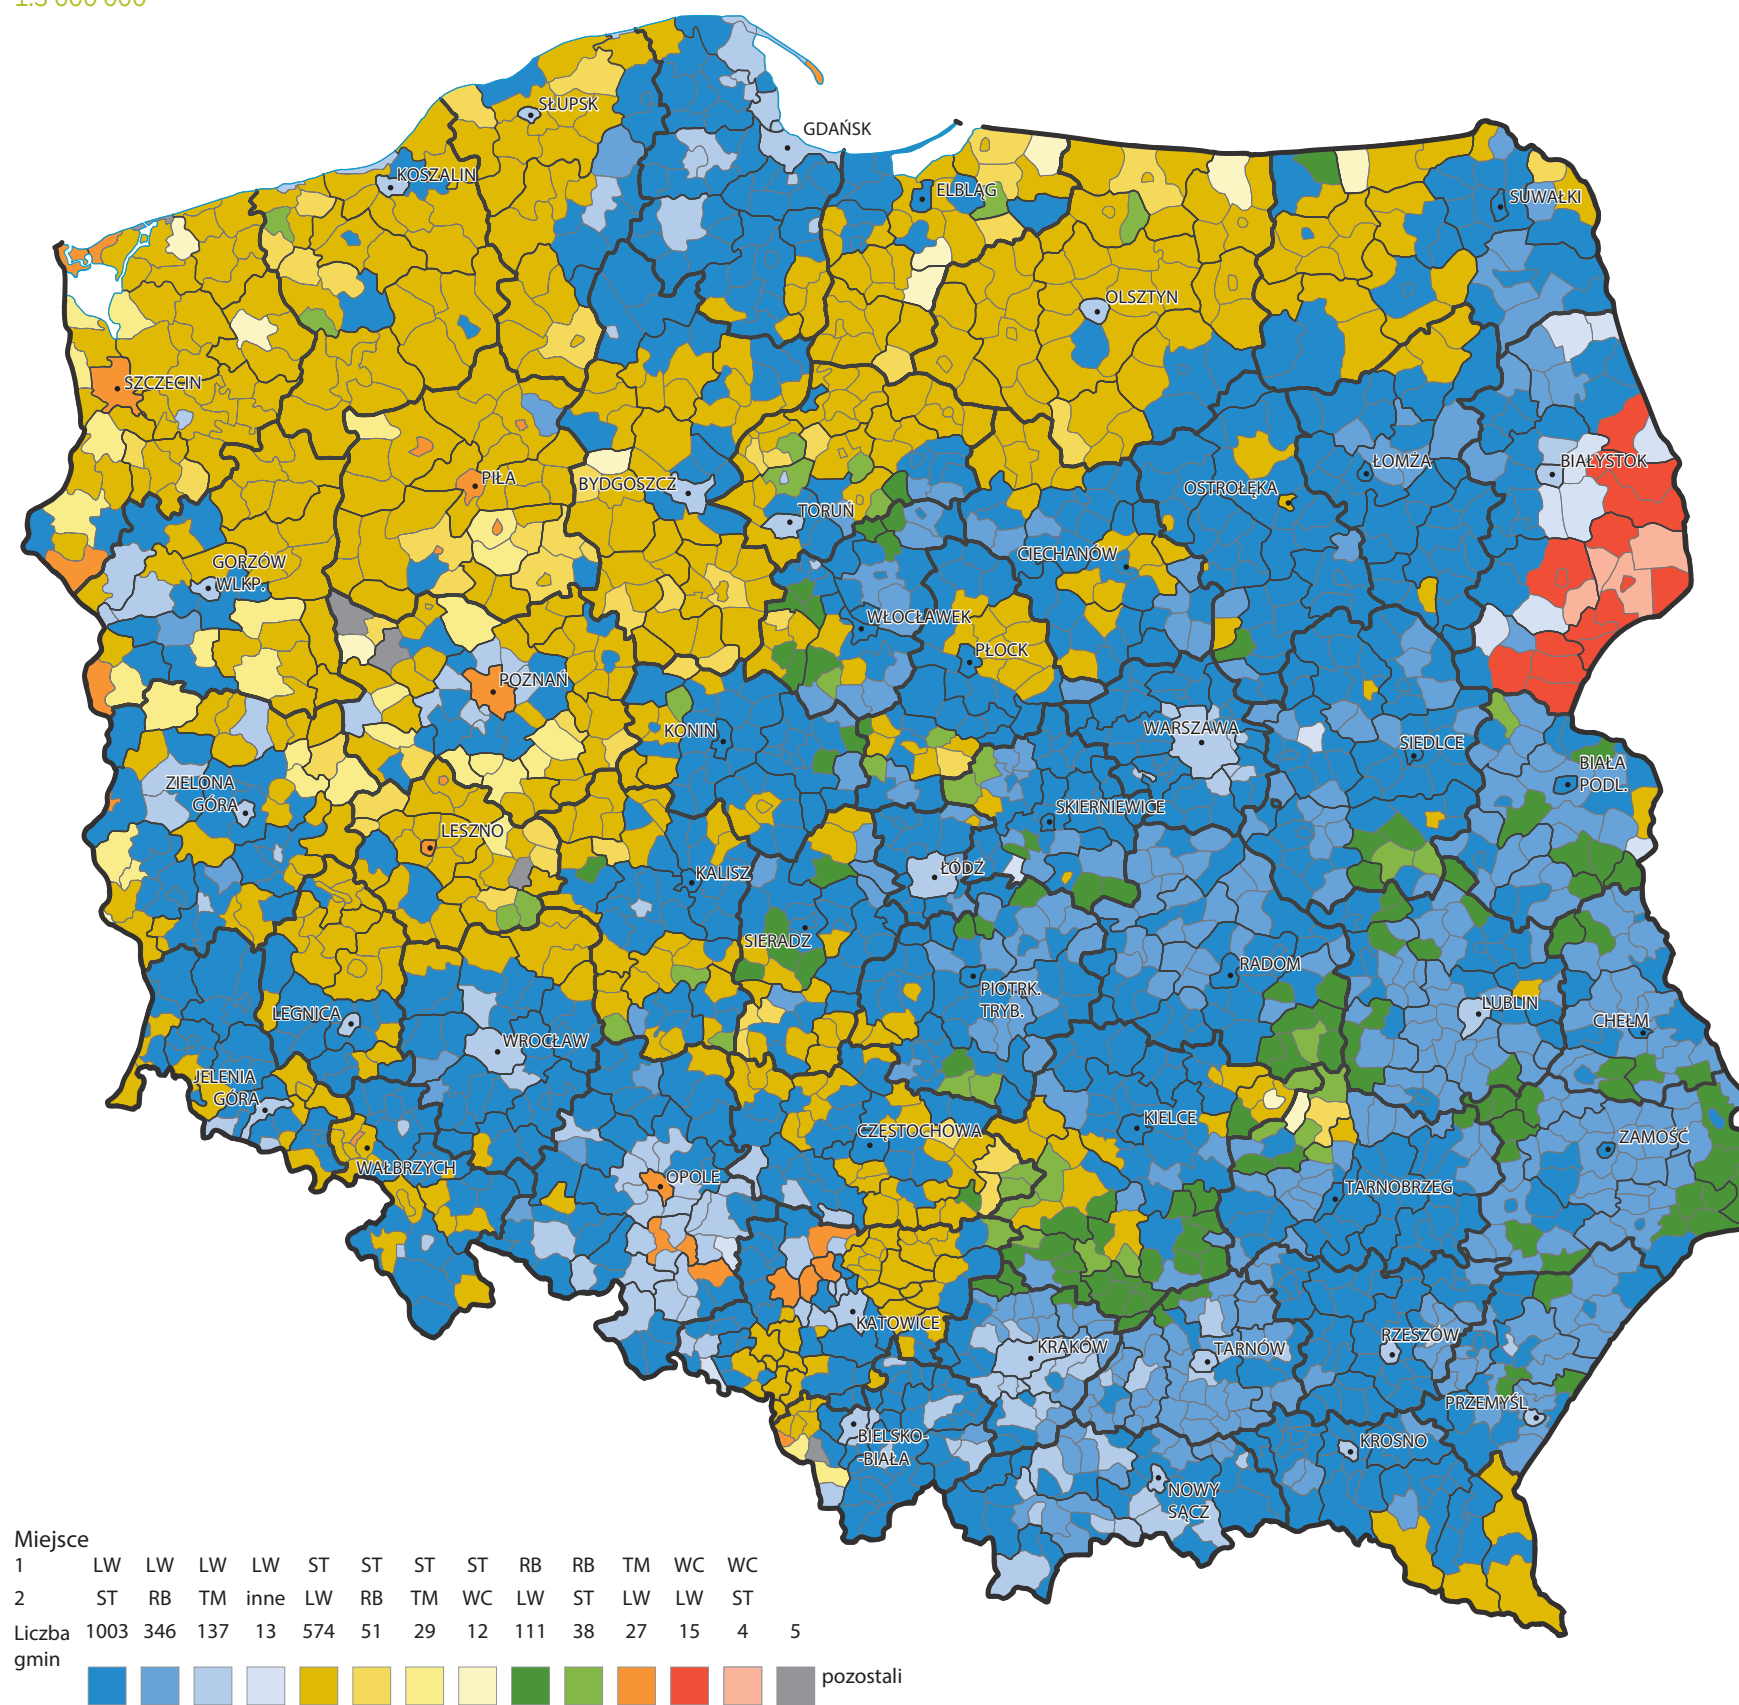 1:3 000 000
SŁUPSK
GDAŃSK
KOSZALIN
ELBLĄG
SUWAŁKI
OLSZTYN
SZCZECIN
PIŁA
BYDGOSZCZ
TORUŃ
OSTROŁĘKA
ŁOMŻA
BIAŁYSTOK
GORZÓW
WLKP.
CIECHANÓW
WŁOCŁAWEK
PŁOCK
POZNAŃ
KONIN
WARSZAWA
SIEDLCE
BIAŁA
PODL.
ZIELONA
GÓRA
SKIERNIEWICE
LESZNO
KALISZ
ŁÓDŹ
SIERADZ
RADOM
PIOTRK.
TRYB.
LEGNICA
WROCŁAW
LUBLIN
CHEŁM
JELENIA
GÓRA
WAŁBRZYCH
CZĘSTOCHOWA
KIELCE
ZAMOŚĆ
OPOLE
TARNOBRZEG
KATOWICE
KRAKÓW
TARNÓW
RZESZÓW
PRZEMYŚL
BIELSKO-
-BIAŁA
KROSNO
NOWY
SĄCZ
Miejsce
1 LW LW LW LW ST ST ST ST RB RB TM WC WC
2 ST RB TM inne LW RB TM WC LW ST LW LW ST
Liczba 1003 346 137 13 574 51 29 12 111 38 27 15 4 5
gmin
pozostali